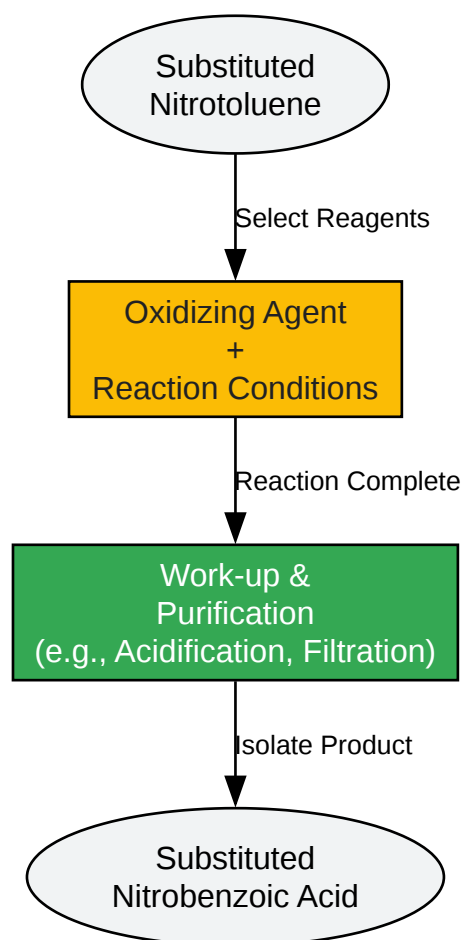 Substituted
Nitrotoluene
Select Reagents
Oxidizing Agent
+
Reaction Conditions
Reaction Complete
Work-up &
Purification
(e.g., Acidification, Filtration)
Isolate Product
Substituted
Nitrobenzoic Acid